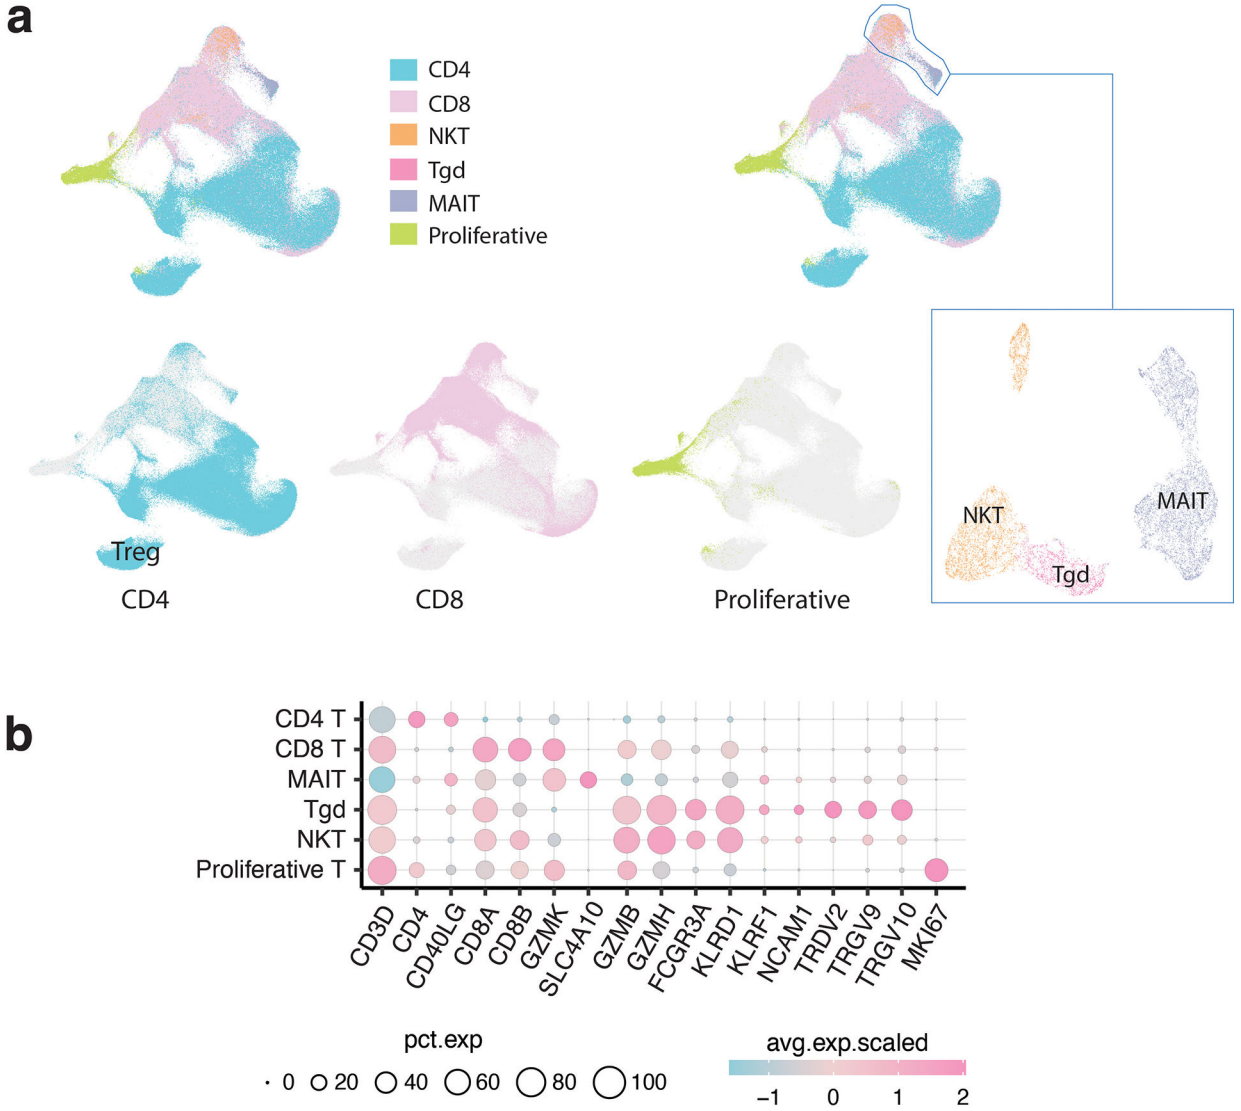 a
CD4
CD8
NKT
Tgd
MAIT
Proliferative
Treg
CD4
CD8
Proliferative
NKT
Tgd
MAIT
b
CD4 T
CD8 T
MAIT
Tgd
NKT
Proliferative T
CD3D
CD4
CD40LG
CD8A
CD8B
GZMK
SLC4A10
GZMB
GZMH
FCGR3A
KLRD1
KLRF1
NCAM1
TRDV2
TRGV9
TRGV10
MKI67
pct.exp
0 20 40 60 80 100
avg.exp.scaled
−1 0 1 2